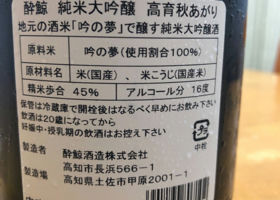 酔鯨 純米大吟醸 高育秋あがり
地元の酒米「吟の夢」で醸す純米大吟醸酒
原料米 吟の夢(使用割合100%)
原材料名 米(国産)、米こうじ(国産米)
精米歩合 45% アルコール分 16度
保管は冷蔵庫で開栓後はなるべく早めにお飲み下さい
飲酒は20歳になってから
妊娠中・授乳期の飲酒はお控え下さい
製造者 酔鯨酒造株式会社
高知市長浜566-1
製造場 高知県土佐市甲原2001-1
中栓